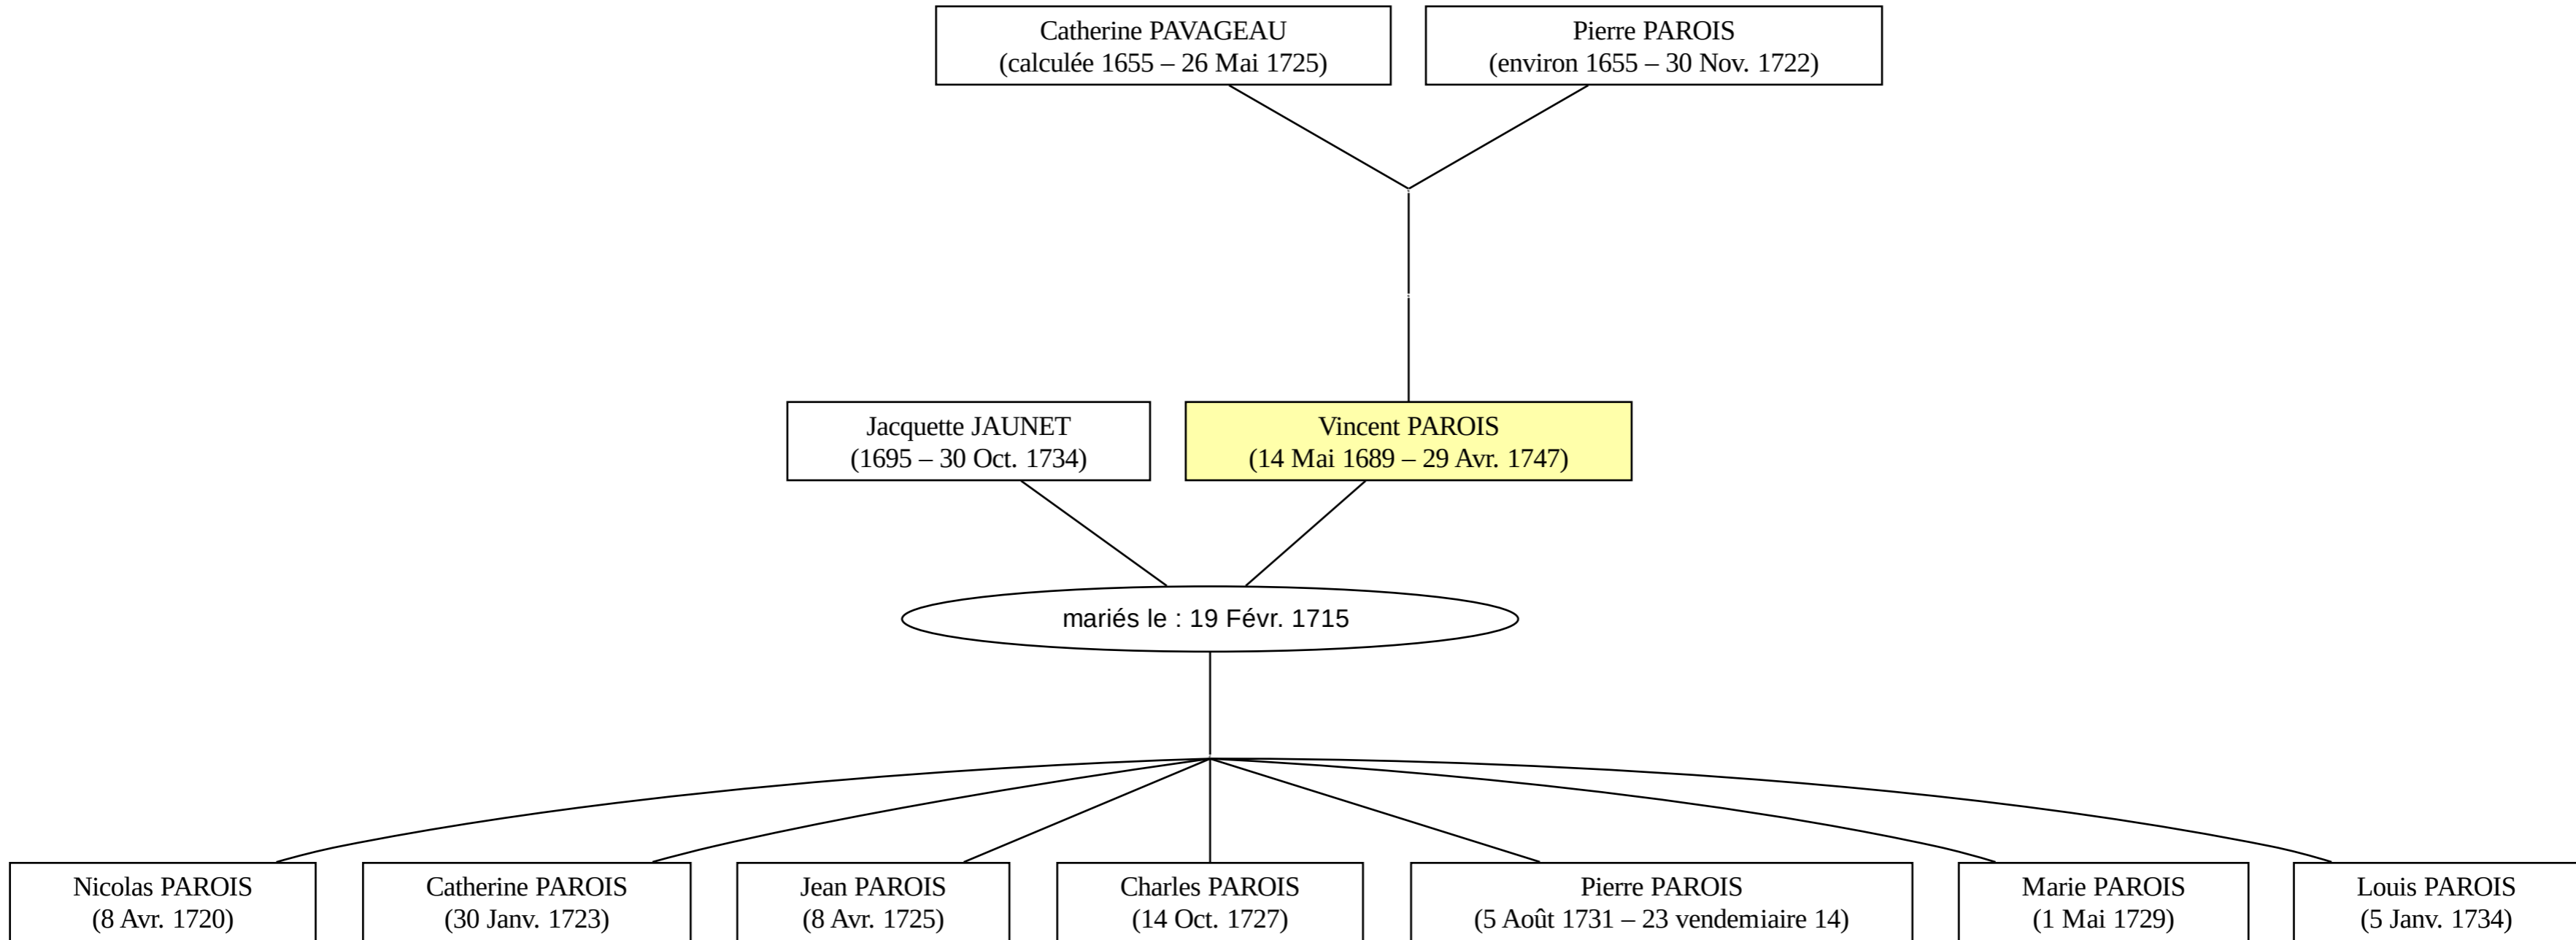 Catherine PAVAGEAU
(calculée 1655 – 26 Mai 1725)
Pierre PAROIS
(environ 1655 – 30 Nov. 1722)
Jacquette JAUNET
(1695 – 30 Oct. 1734)
Vincent PAROIS
(14 Mai 1689 – 29 Avr. 1747)
mariés le : 19 Févr. 1715
Nicolas PAROIS
(8 Avr. 1720)
Catherine PAROIS
(30 Janv. 1723)
Jean PAROIS
(8 Avr. 1725)
Charles PAROIS
(14 Oct. 1727)
Pierre PAROIS
(5 Août 1731 – 23 vendemiaire 14)
Marie PAROIS
(1 Mai 1729)
Louis PAROIS
(5 Janv. 1734)